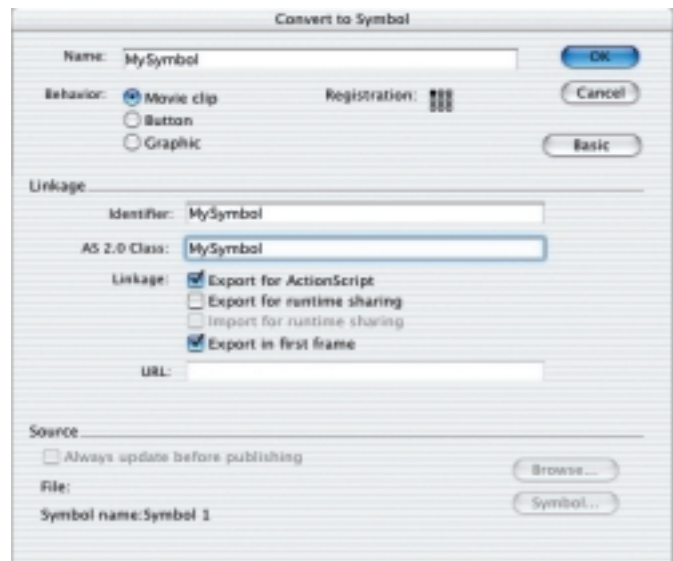 Convert to Symbol
Name: MySymbol
OK
Behavior: Movie clip
Registration:
Cancel
Button
Graphic
Basic
Linkage
Identifier: MySymbol
AS 2.0 Class: MySymbol
Linkage: Export for ActionScript
Export for runtime sharing
Import for runtime sharing
Export in first frame
URL:
Source
Always update before publishing
Browse...
File:
Symbol...
Symbol name:Symbol 1